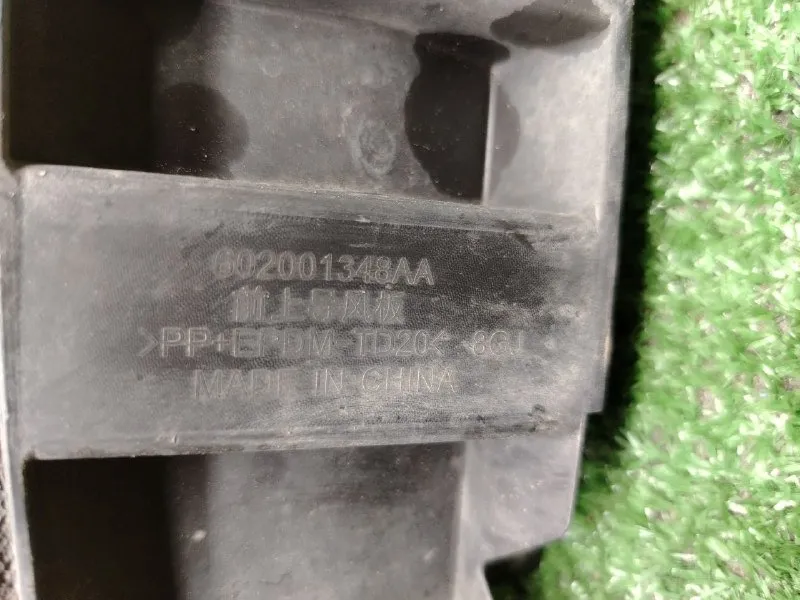 602001348AA
前上导风板
>PP+EPDM-TD20<
MADE IN CHINA